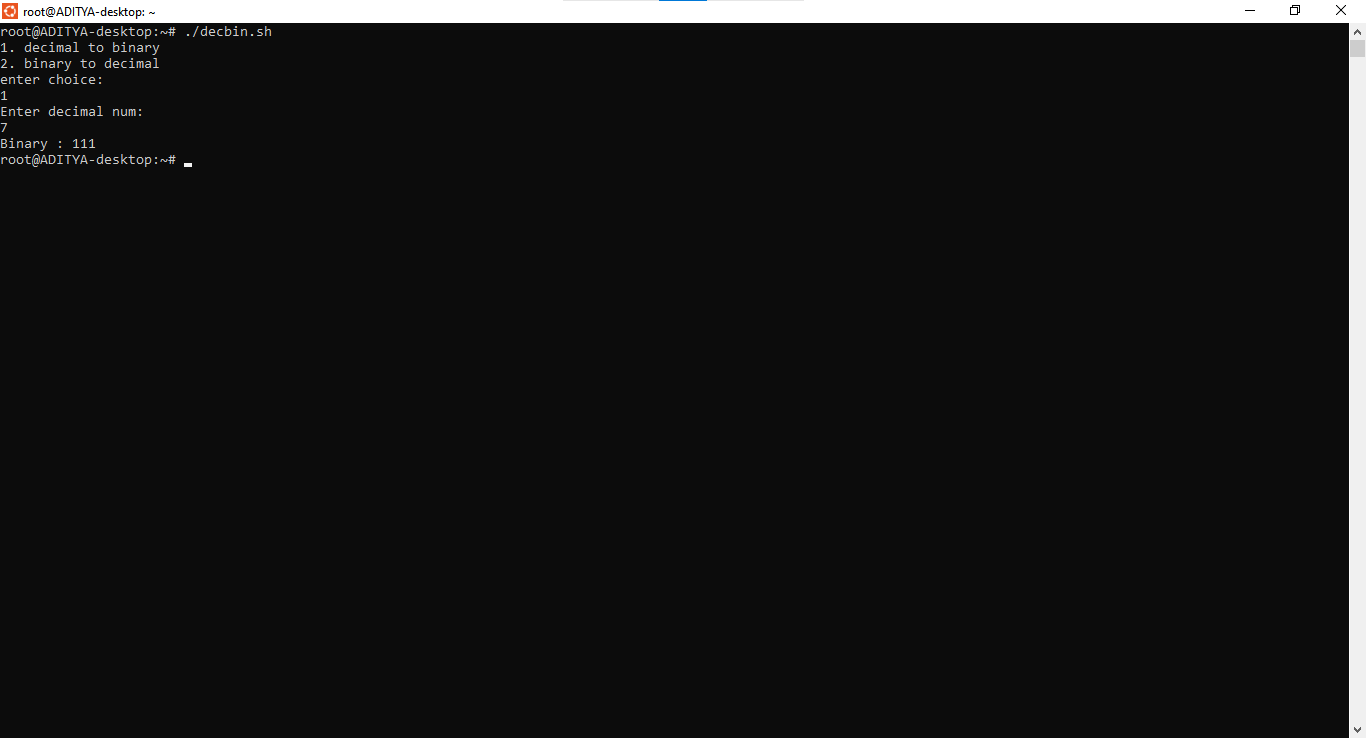 root@ADITYA-desktop: ~
root@ADITYA-desktop:~# ./decbin.sh
1. decimal to binary
2. binary to decimal
enter choice:
1
Enter decimal num:
7
Binary : 111
root@ADITYA-desktop:~#